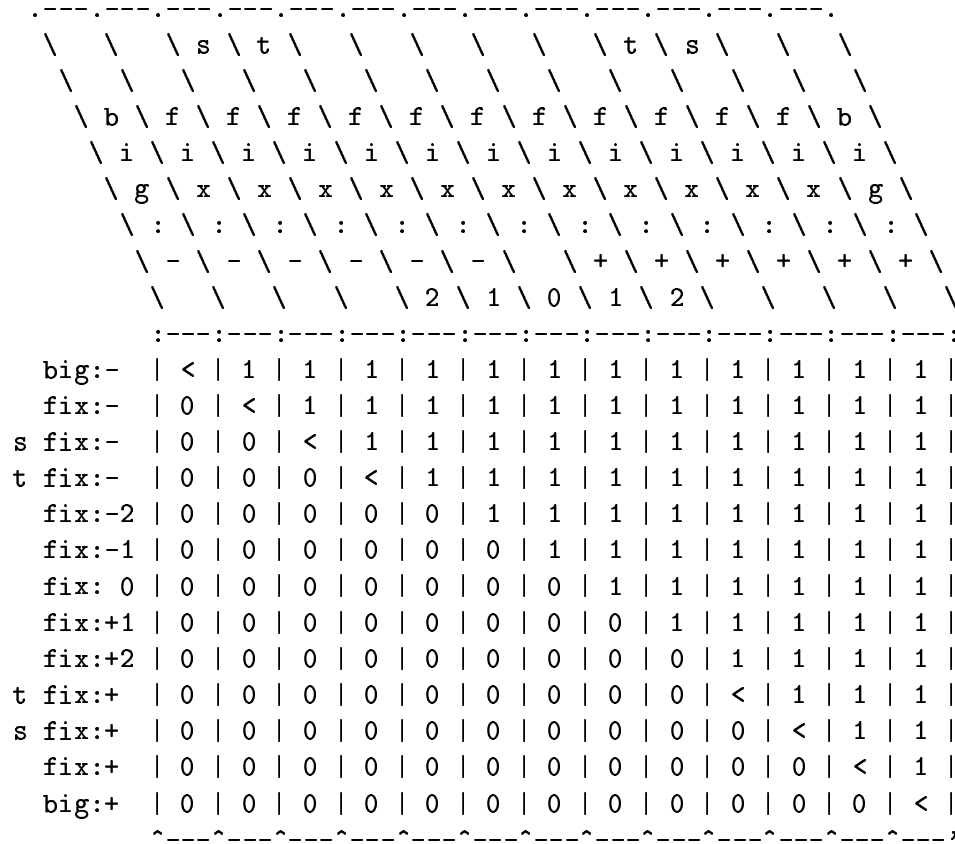 .---.---.---.---.---.---.---.---.---.---.---.---.---.
 \   \   \ s \ t \   \   \   \   \   \ t \ s \   \   \
  \   \   \   \   \   \   \   \   \   \   \   \   \   \
   \ b \ f \ f \ f \ f \ f \ f \ f \ f \ f \ f \ f \ b \
    \ i \ i \ i \ i \ i \ i \ i \ i \ i \ i \ i \ i \ i \
     \ g \ x \ x \ x \ x \ x \ x \ x \ x \ x \ x \ x \ g \
      \ : \ : \ : \ : \ : \ : \ : \ : \ : \ : \ : \ : \ : \
       \ - \ - \ - \ - \ - \ - \   \ + \ + \ + \ + \ + \ + \
        \   \   \   \   \ 2 \ 1 \ 0 \ 1 \ 2 \   \   \   \   \
:---:---:---:---:---:---:---:---:---:---:---:---:---:
big:- | < | 1 | 1 | 1 | 1 | 1 | 1 | 1 | 1 | 1 | 1 | 1 | 1 |
fix:- | 0 | < | 1 | 1 | 1 | 1 | 1 | 1 | 1 | 1 | 1 | 1 | 1 |
s fix:- | 0 | 0 | < | 1 | 1 | 1 | 1 | 1 | 1 | 1 | 1 | 1 | 1 |
t fix:- | 0 | 0 | 0 | < | 1 | 1 | 1 | 1 | 1 | 1 | 1 | 1 | 1 |
fix:-2 | 0 | 0 | 0 | 0 | 0 | 1 | 1 | 1 | 1 | 1 | 1 | 1 | 1 |
fix:-1 | 0 | 0 | 0 | 0 | 0 | 0 | 1 | 1 | 1 | 1 | 1 | 1 | 1 |
fix: 0 | 0 | 0 | 0 | 0 | 0 | 0 | 0 | 1 | 1 | 1 | 1 | 1 | 1 |
fix:+1 | 0 | 0 | 0 | 0 | 0 | 0 | 0 | 0 | 1 | 1 | 1 | 1 | 1 |
fix:+2 | 0 | 0 | 0 | 0 | 0 | 0 | 0 | 0 | 0 | 1 | 1 | 1 | 1 |
t fix:+ | 0 | 0 | 0 | 0 | 0 | 0 | 0 | 0 | 0 | < | 1 | 1 | 1 |
s fix:+ | 0 | 0 | 0 | 0 | 0 | 0 | 0 | 0 | 0 | 0 | < | 1 | 1 |
fix:+ | 0 | 0 | 0 | 0 | 0 | 0 | 0 | 0 | 0 | 0 | 0 | < | 1 |
big:+ | 0 | 0 | 0 | 0 | 0 | 0 | 0 | 0 | 0 | 0 | 0 | 0 | < |
^---^---^---^---^---^---^---^---^---^---^---^---^---^